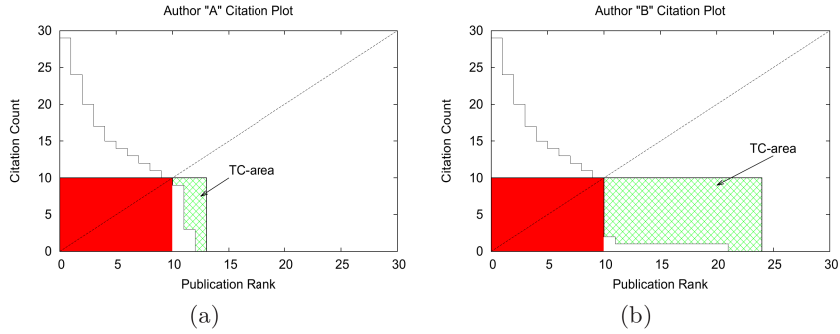 Author "A" Citation Plot
30
25
20
15
10
5
0
Citation Count
TC-area
0 5 10 15 20 25 30
Publication Rank
(a)
Author "B" Citation Plot
30
25
20
15
10
5
0
Citation Count
TC-area
0 5 10 15 20 25 30
Publication Rank
(b)